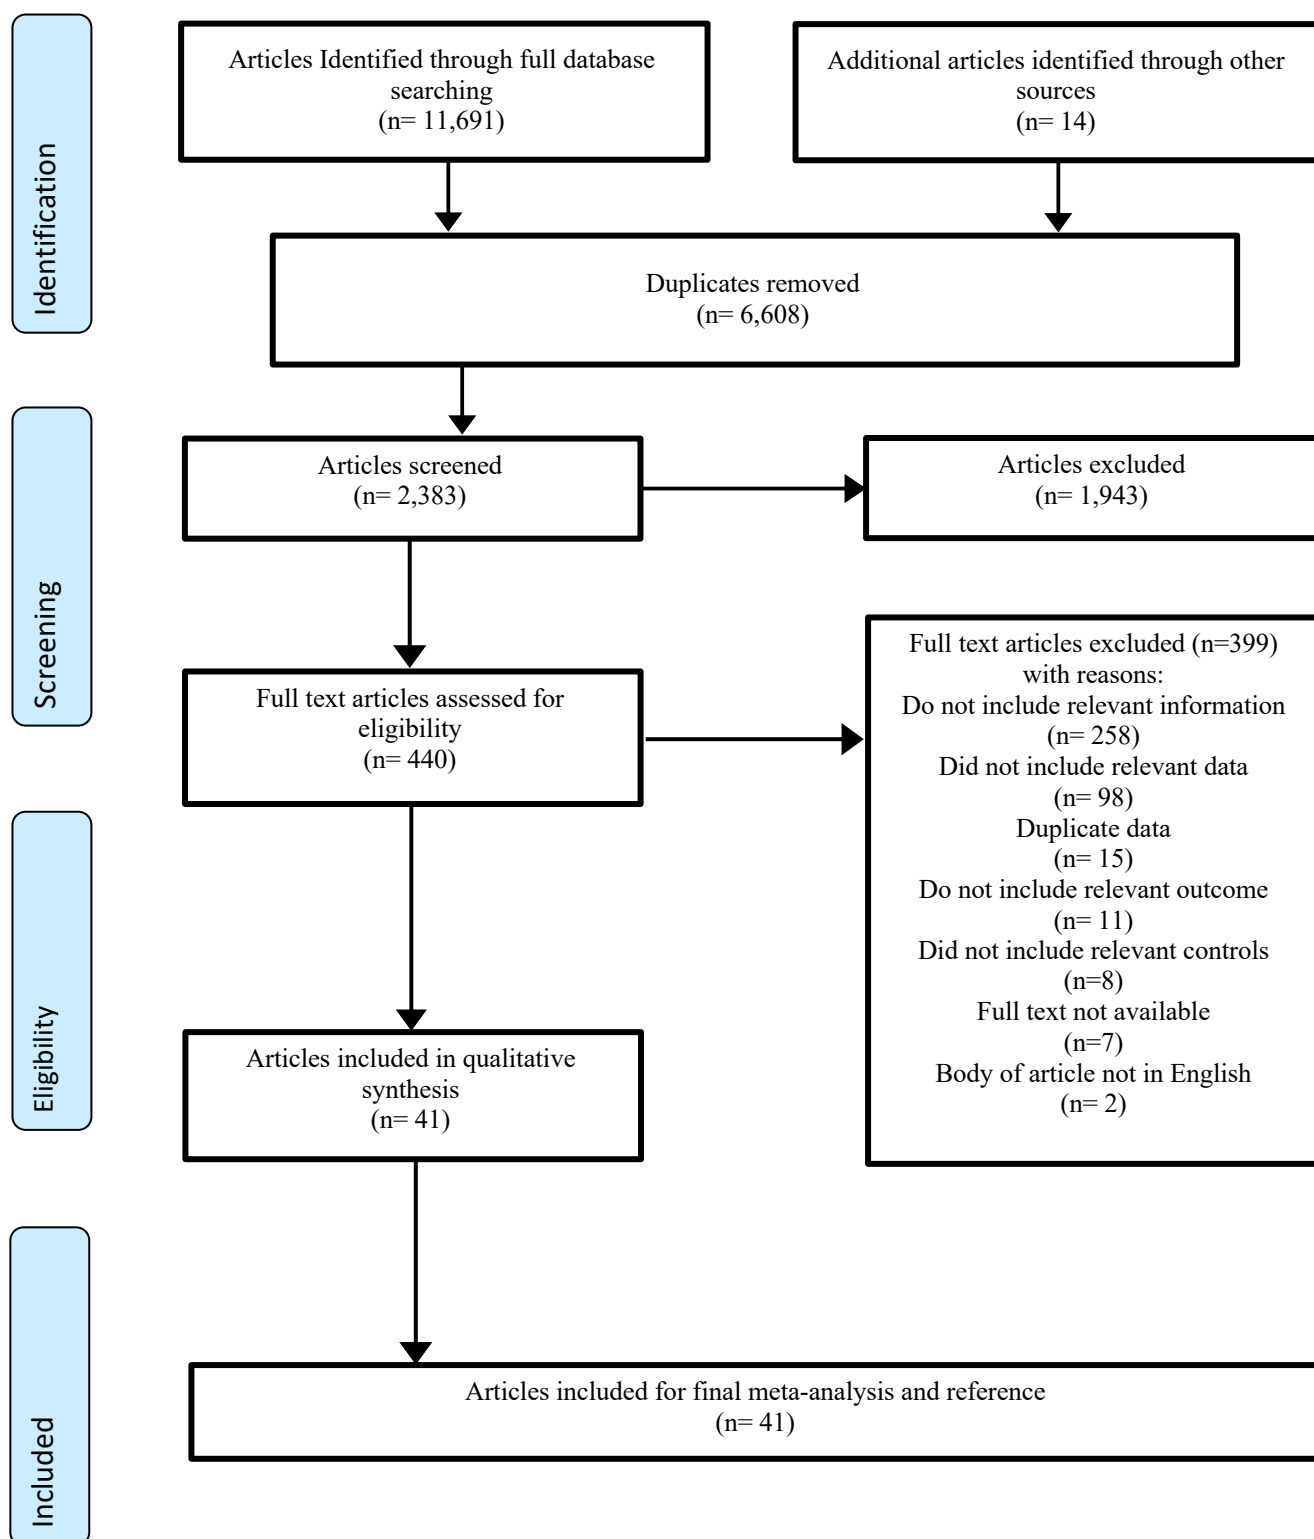 Identification
Articles Identified through full database
searching
(n= 11,691)
Additional articles identified through other
sources
(n= 14)
Duplicates removed
(n= 6,608)
Screening
Articles screened
(n= 2,383)
Articles excluded
(n= 1,943)
Full text articles assessed for
eligibility
(n= 440)
Full text articles excluded (n=399)
with reasons:
Do not include relevant information
(n= 258)
Did not include relevant data
(n= 98)
Duplicate data
(n= 15)
Do not include relevant outcome
(n= 11)
Did not include relevant controls
(n=8)
Full text not available
(n=7)
Body of article not in English
(n= 2)
Eligibility
Articles included in qualitative
synthesis
(n= 41)
Included
Articles included for final meta-analysis and reference
(n= 41)